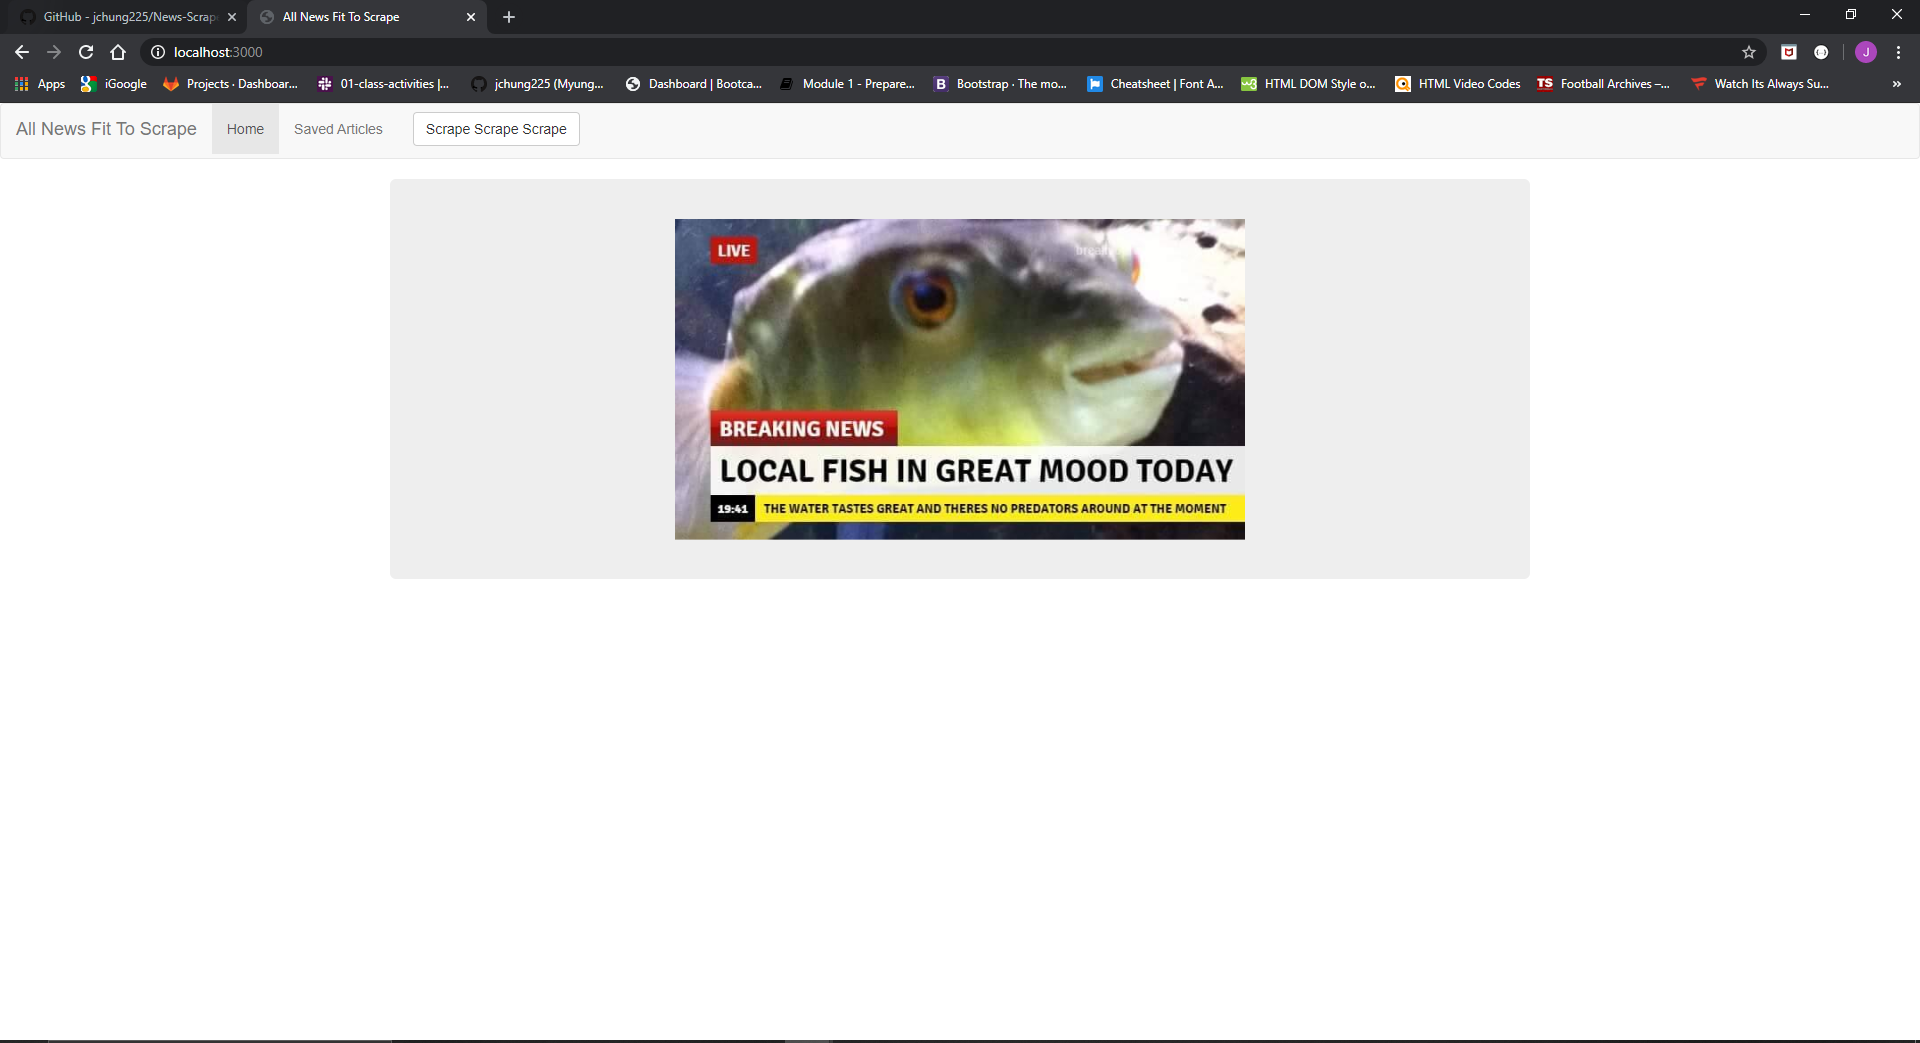 GitHub - jchung225/News-Scrap
All News Fit To Scrape
localhost:3000
J
Apps
iGoogle
Projects · Dashboar...
01-class-activities |...
jchung225 (Myung...
Dashboard | Bootca...
Module 1 - Prepare...
B
Bootstrap · The mo...
Cheatsheet | Font A...
HTML DOM Style o...
HTML Video Codes
TS
Football Archives –...
Watch Its Always Su...
»
All News Fit To Scrape
Home
Saved Articles
Scrape Scrape Scrape
LIVE
BREAKING NEWS
LOCAL FISH IN GREAT MOOD TODAY
19:41
THE WATER TASTES GREAT AND THERES NO PREDATORS AROUND AT THE MOMENT